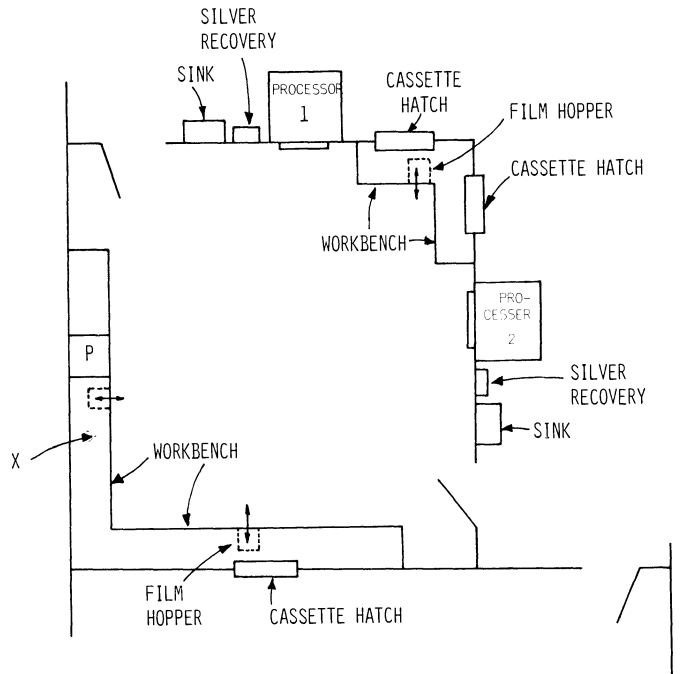 SILVER
RECOVERY
SINK
PROCESSOR
1
CASSETTE
HATCH
FILM HOPPER
CASSETTE HATCH
WORKBENCH
PRO-
CESSER
2
P
SILVER
RECOVERY
SINK
X
WORKBENCH
FILM
HOPPER
CASSETTE HATCH